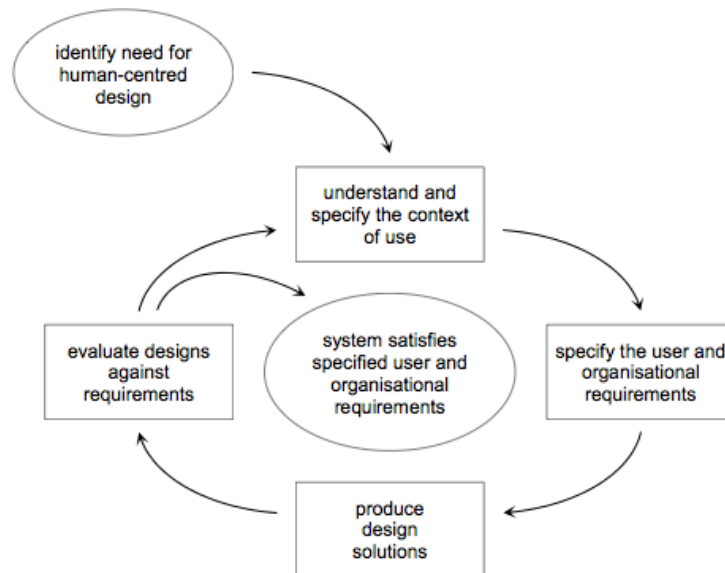 identify need for
human-centred
design
understand and
specify the context
of use
evaluate designs
against
requirements
system satisfies
specified user and
organisational
requirements
specify the user and
organisational
requirements
produce
design
solutions